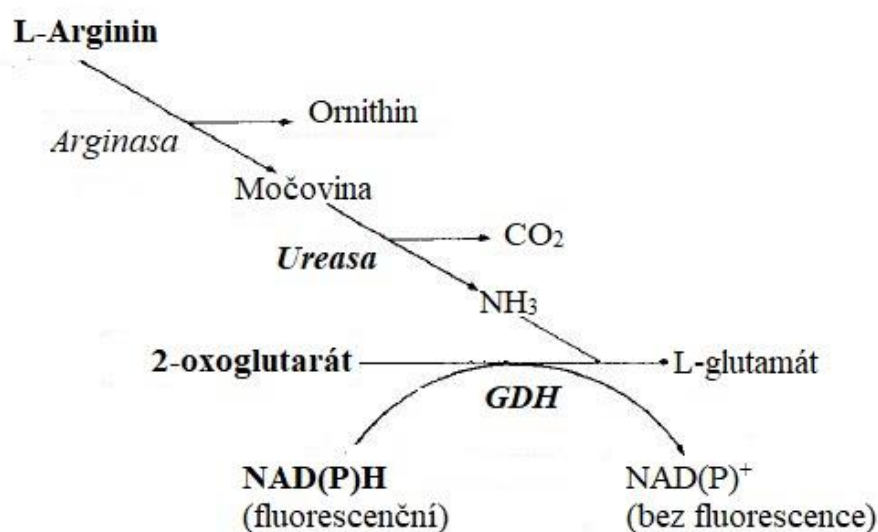 L-Arginin
Ornithin
Arginasa
Močovina
CO₂
Ureasa
NH₃
2-oxoglutarát
L-glutamát
GDH
NAD(P)H
(fluorescenční)
NAD(P)⁺
(bez fluorescence)